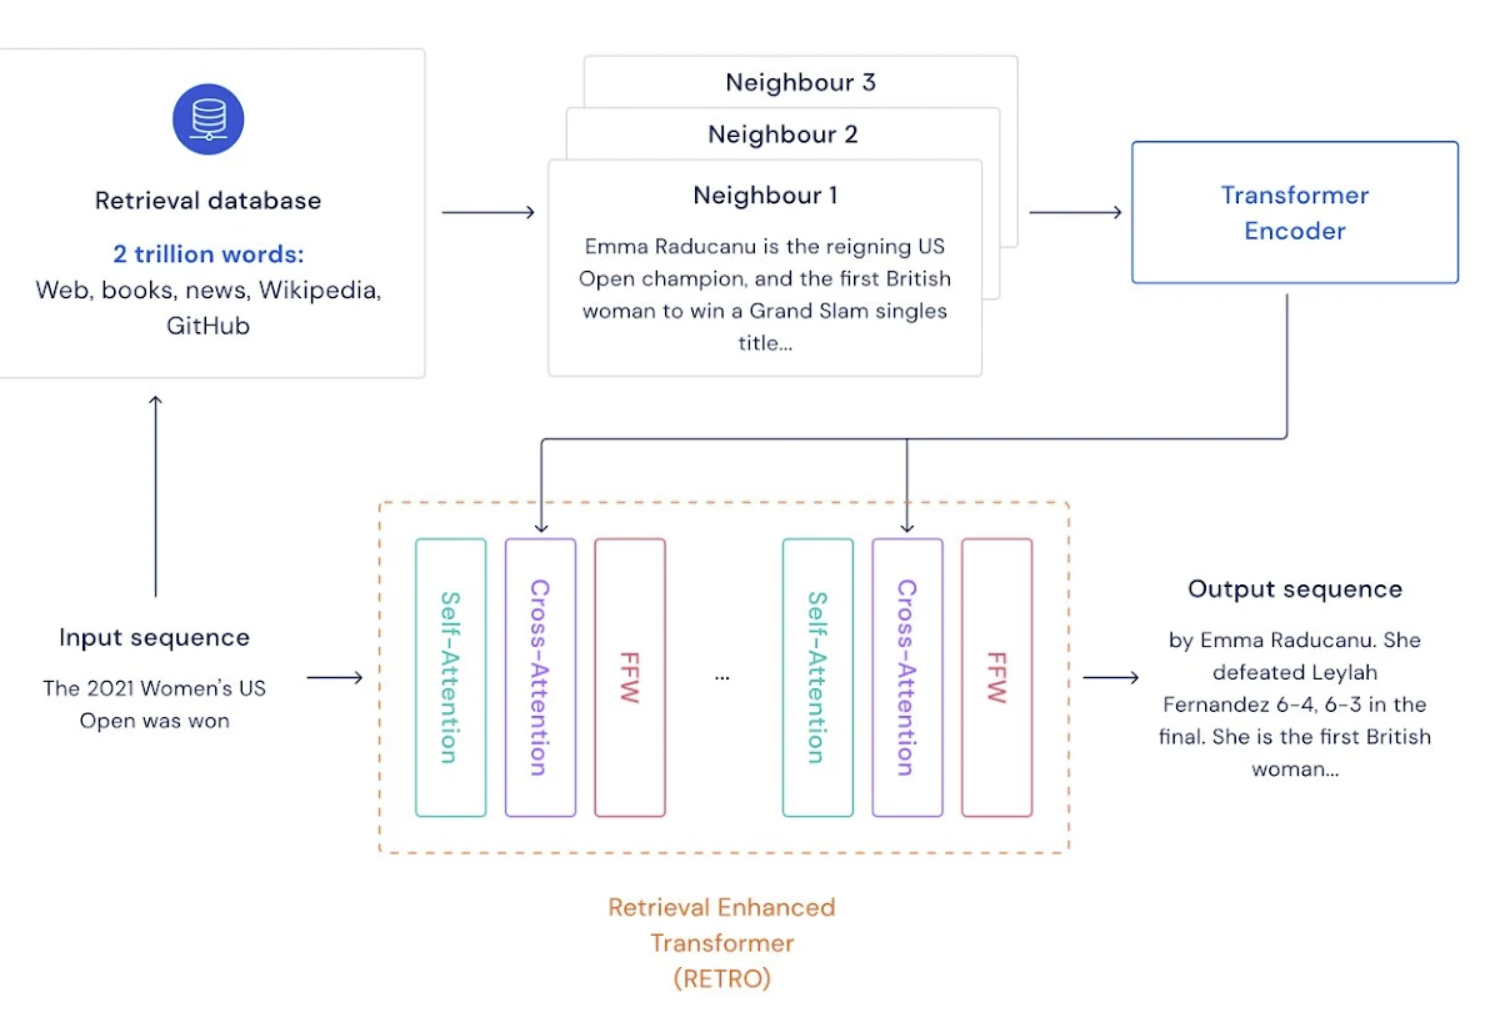 Retrieval database
2 trillion words:
Web, books, news, Wikipedia,
GitHub
Neighbour 3
Neighbour 2
Neighbour 1
Emma Raducanu is the reigning US
Open champion, and the first British
woman to win a Grand Slam singles
title...
Transformer
Encoder
Input sequence
The 2021 Women's US
Open was won
Self-Attention
Cross-Attention
FFW
...
Self-Attention
Cross-Attention
FFW
Output sequence
by Emma Raducanu. She
defeated Leylah
Fernandez 6-4, 6-3 in the
final. She is the first British
woman...
Retrieval Enhanced
Transformer
(RETRO)